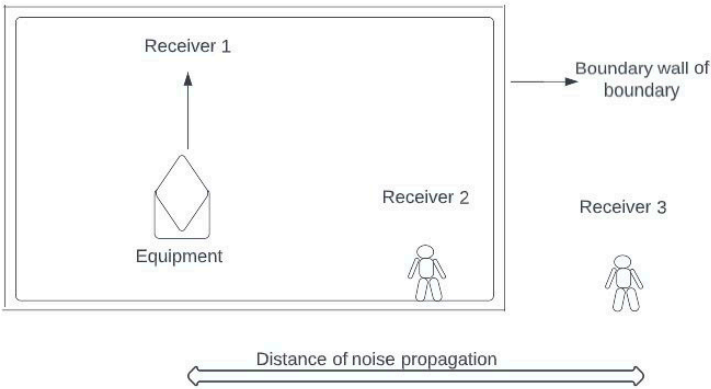 Receiver 1
Boundary wall of
boundary
Receiver 2
Receiver 3
Equipment
Distance of noise propagation